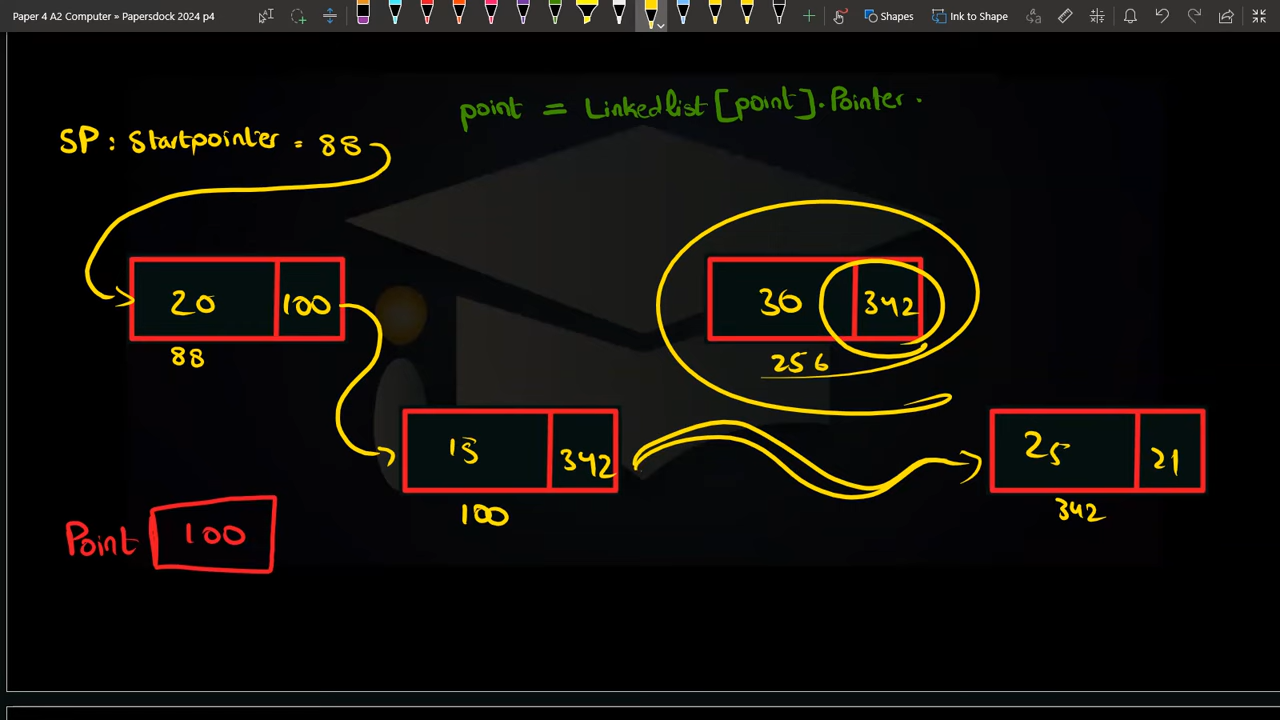 Paper 4 A2 Computer » Papersdock 2024 p4
Shapes
Ink to Shape
point = Linkedlist[point].Pointer.
SP : Startpointer = 88
20 100
88
30 342
256
15 342
100
25 21
342
Point 100